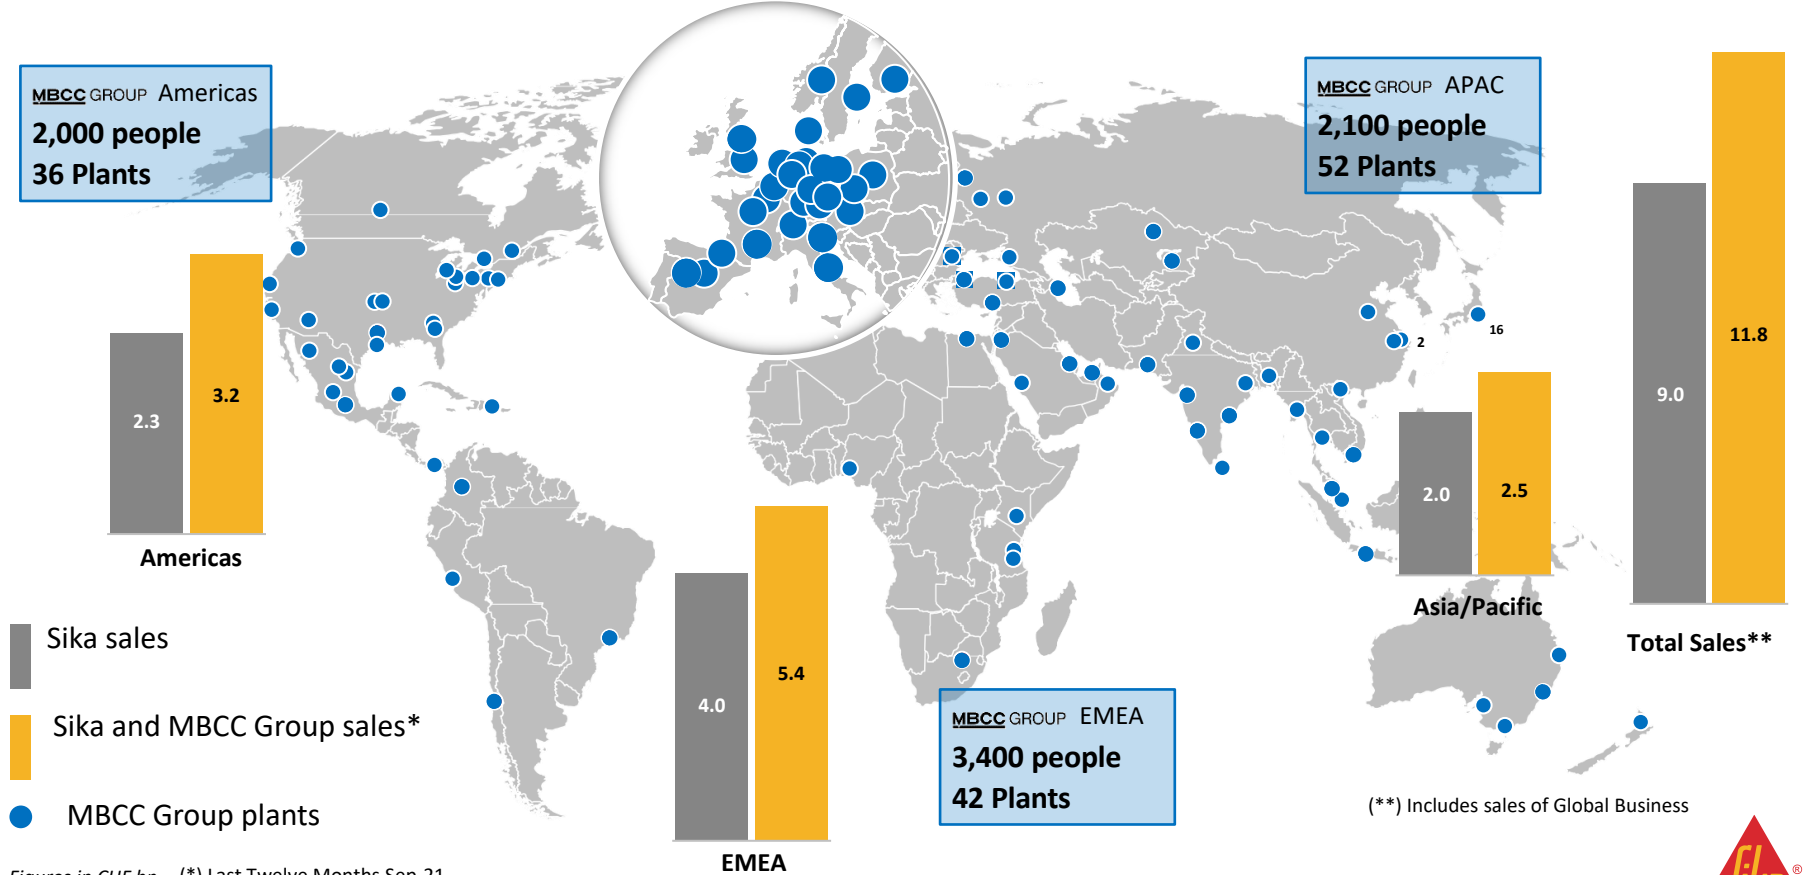 MBCC GROUP Americas
2,000 people
36 Plants
MBCC GROUP APAC
2,100 people
52 Plants
11.8
9.0
Total Sales**
3.2
2.3
Americas
16
2
2.5
2.0
Asia/Pacific
5.4
4.0
EMEA
MBCC GROUP EMEA
3,400 people
42 Plants
Sika sales
Sika and MBCC Group sales*
MBCC Group plants
(**) Includes sales of Global Business
Figures in CHF bn (*) Last Twelve Months Sep-21
®